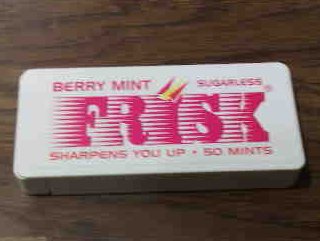 BERRY MINT SUGARLESS
FRISK®
SHARPENS YOU UP · 50 MINTS